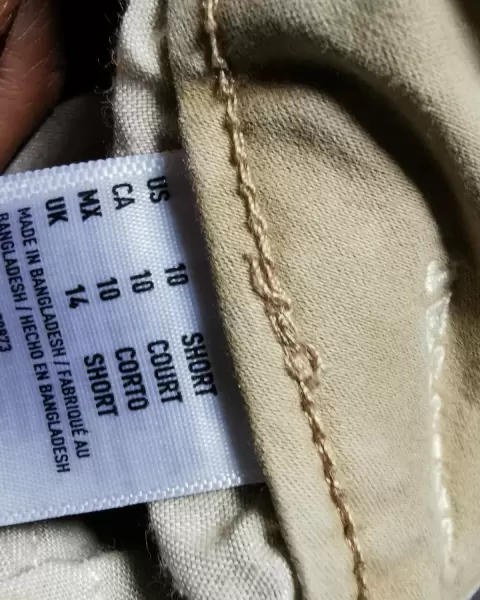 US 10 SHORT
CA 10 COURT
MX 10 CORTO
UK 14 SHORT
MADE IN BANGLADESH / FABRIQUÉ AU
BANGLADESH / HECHO EN BANGLADESH